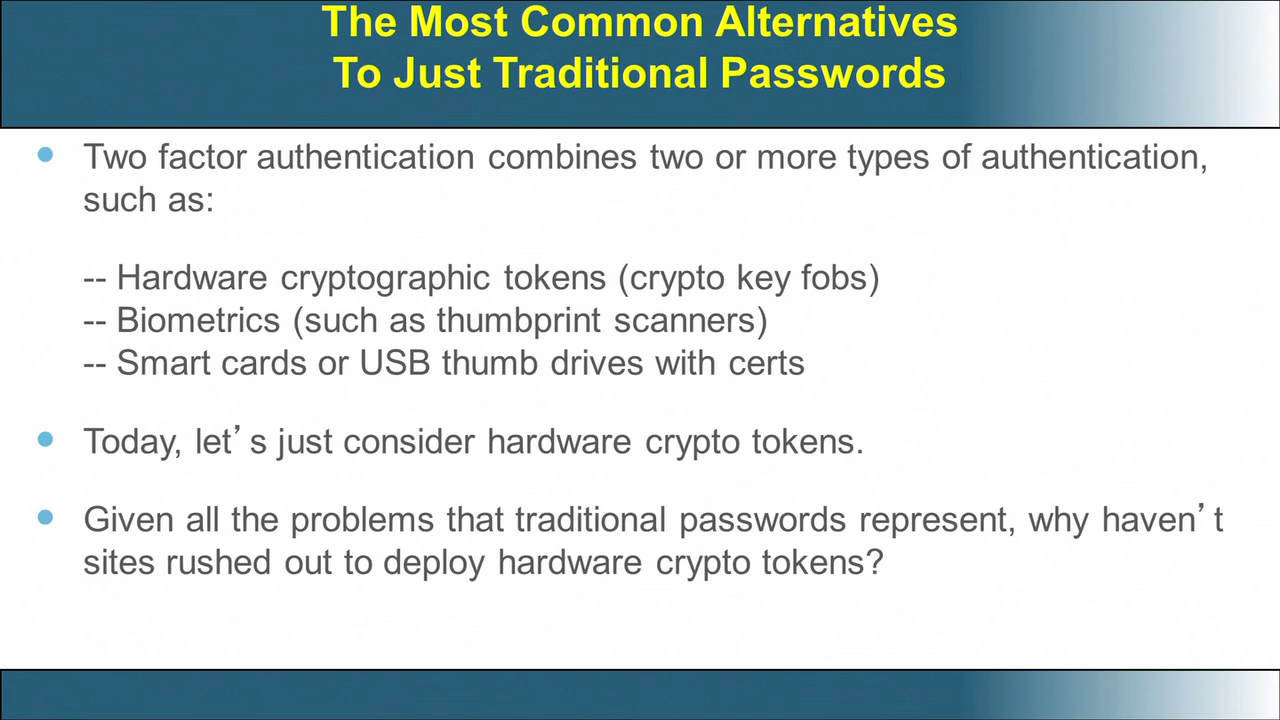 The Most Common Alternatives
To Just Traditional Passwords
• Two factor authentication combines two or more types of authentication,
such as:
-- Hardware cryptographic tokens (crypto key fobs)
-- Biometrics (such as thumbprint scanners)
-- Smart cards or USB thumb drives with certs
• Today, let’s just consider hardware crypto tokens.
• Given all the problems that traditional passwords represent, why haven’t
sites rushed out to deploy hardware crypto tokens?